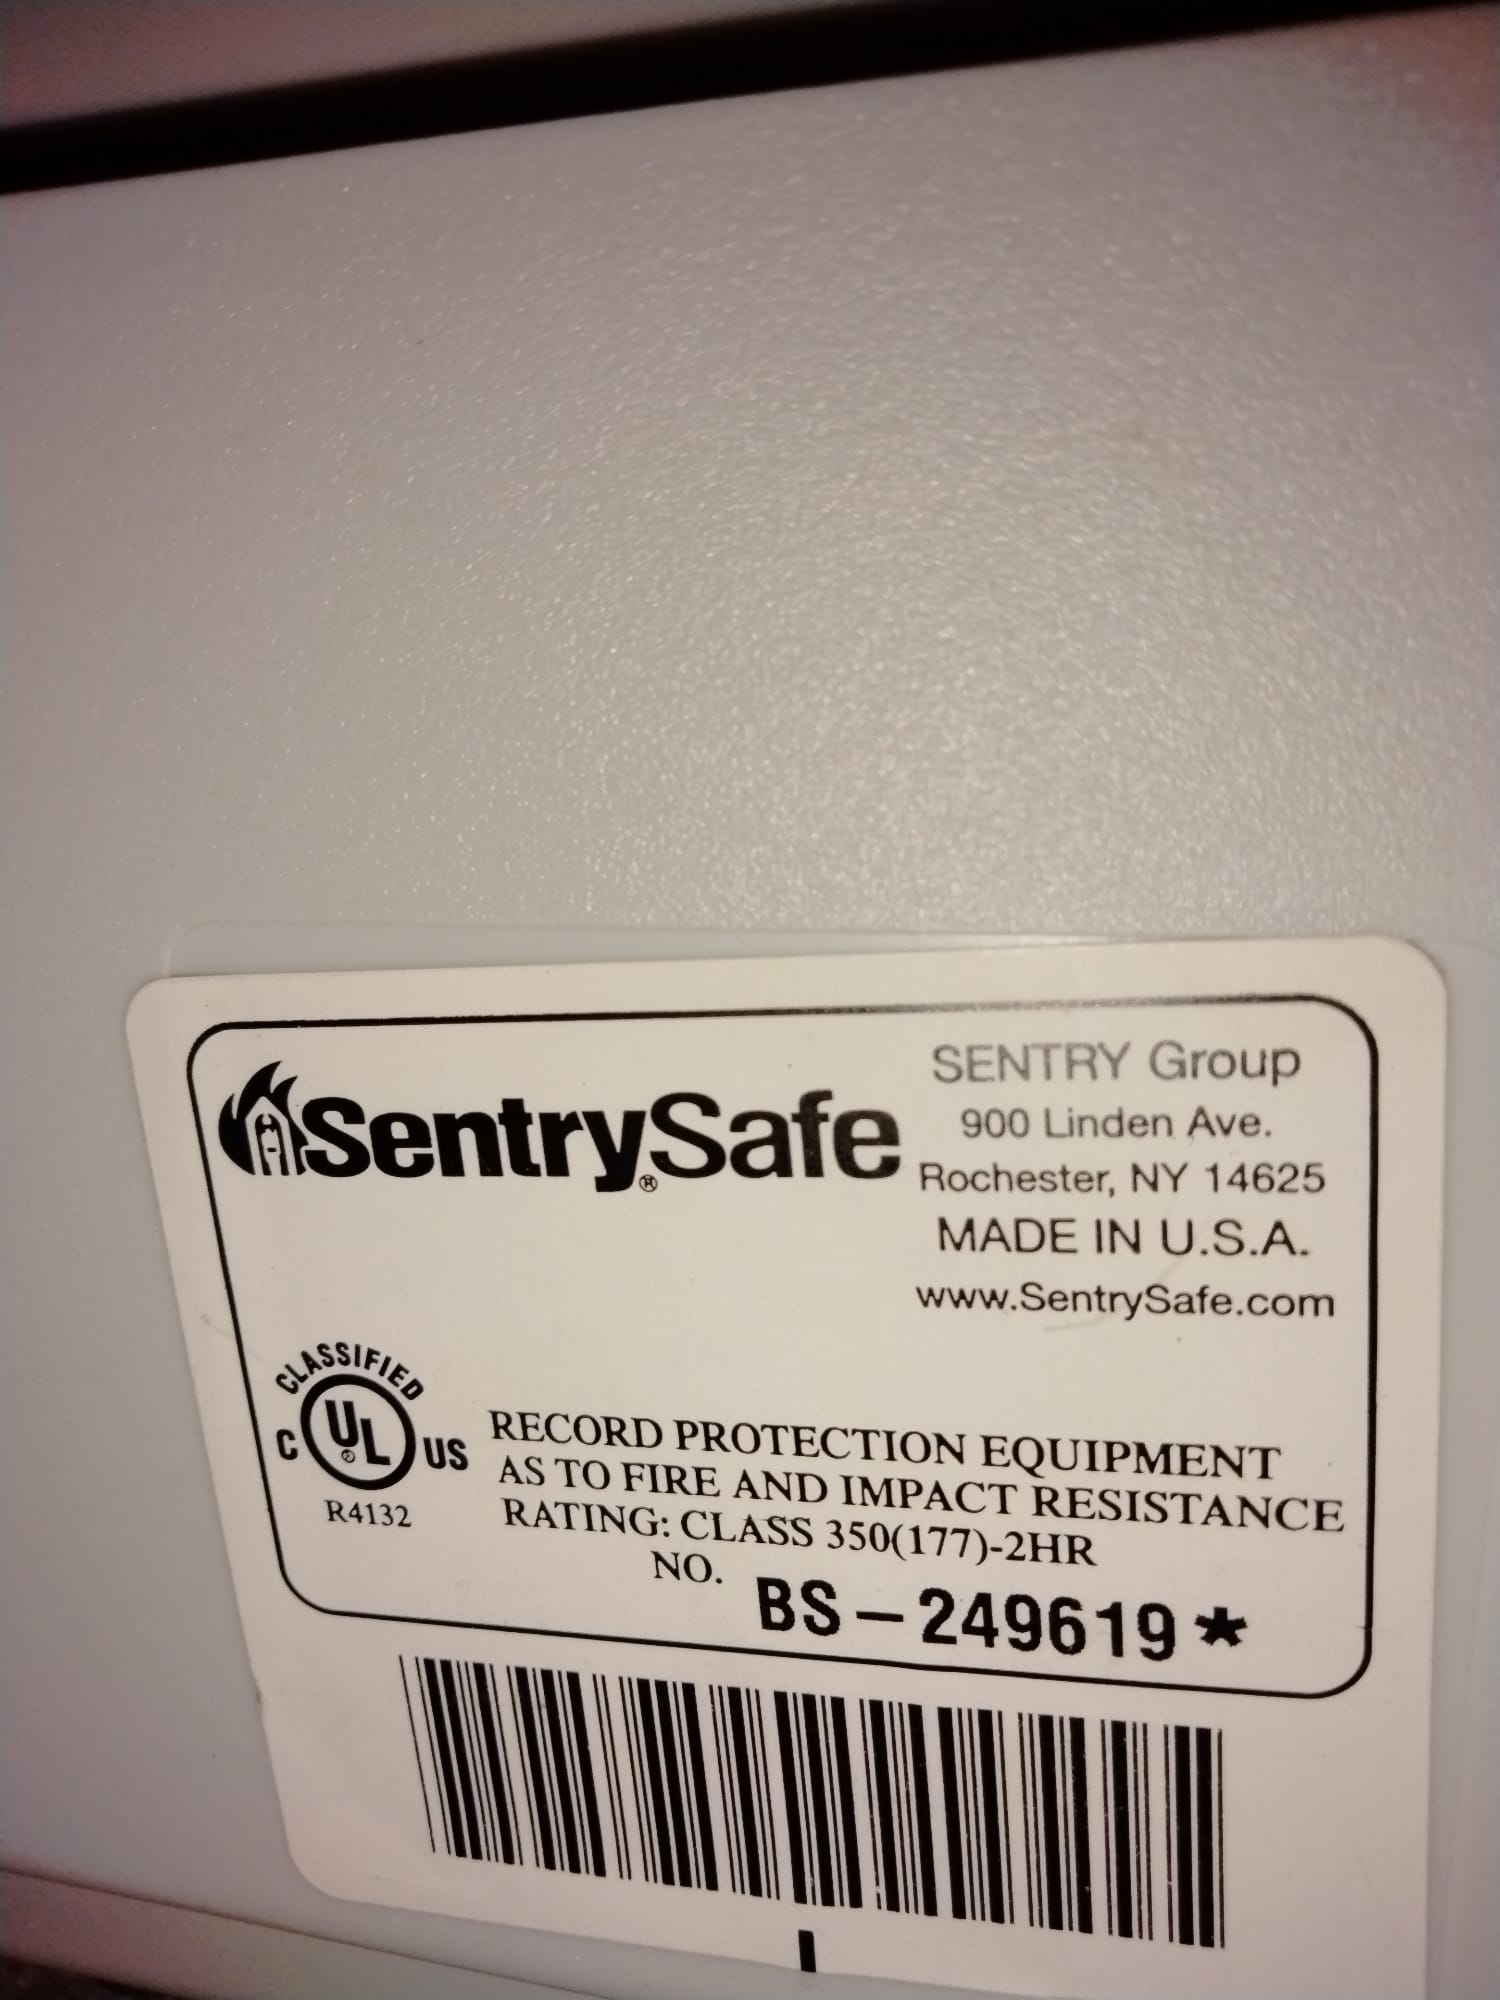 SentrySafe®
SENTRY Group
900 Linden Ave.
Rochester, NY 14625
MADE IN U.S.A.
www.SentrySafe.com
CLASSIFIED
C UL® US
R4132
RECORD PROTECTION EQUIPMENT
AS TO FIRE AND IMPACT RESISTANCE
RATING: CLASS 350(177)-2HR
NO. BS-249619*